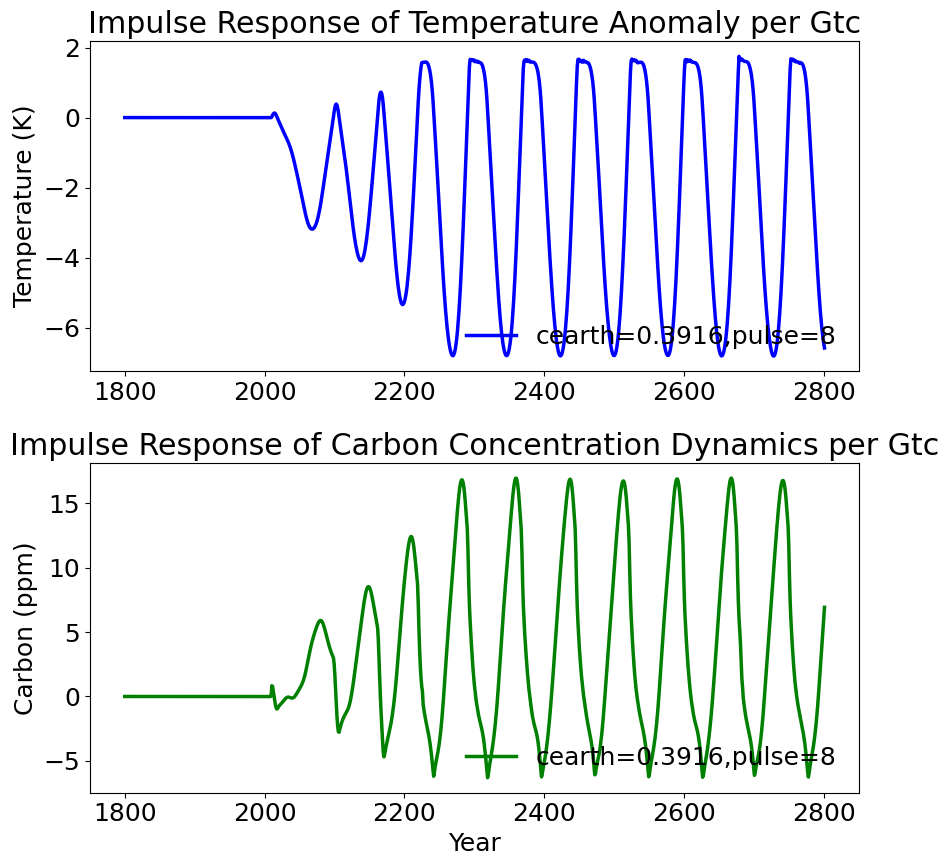 Impulse Response of Temperature Anomaly per Gtc
Temperature (K)
2
0
−2
−4
−6
cearth=0.3916,pulse=8
1800 2000 2200 2400 2600 2800
Impulse Response of Carbon Concentration Dynamics per Gtc
Carbon (ppm)
15
10
5
0
−5
cearth=0.3916,pulse=8
1800 2000 2200 2400 2600 2800
Year